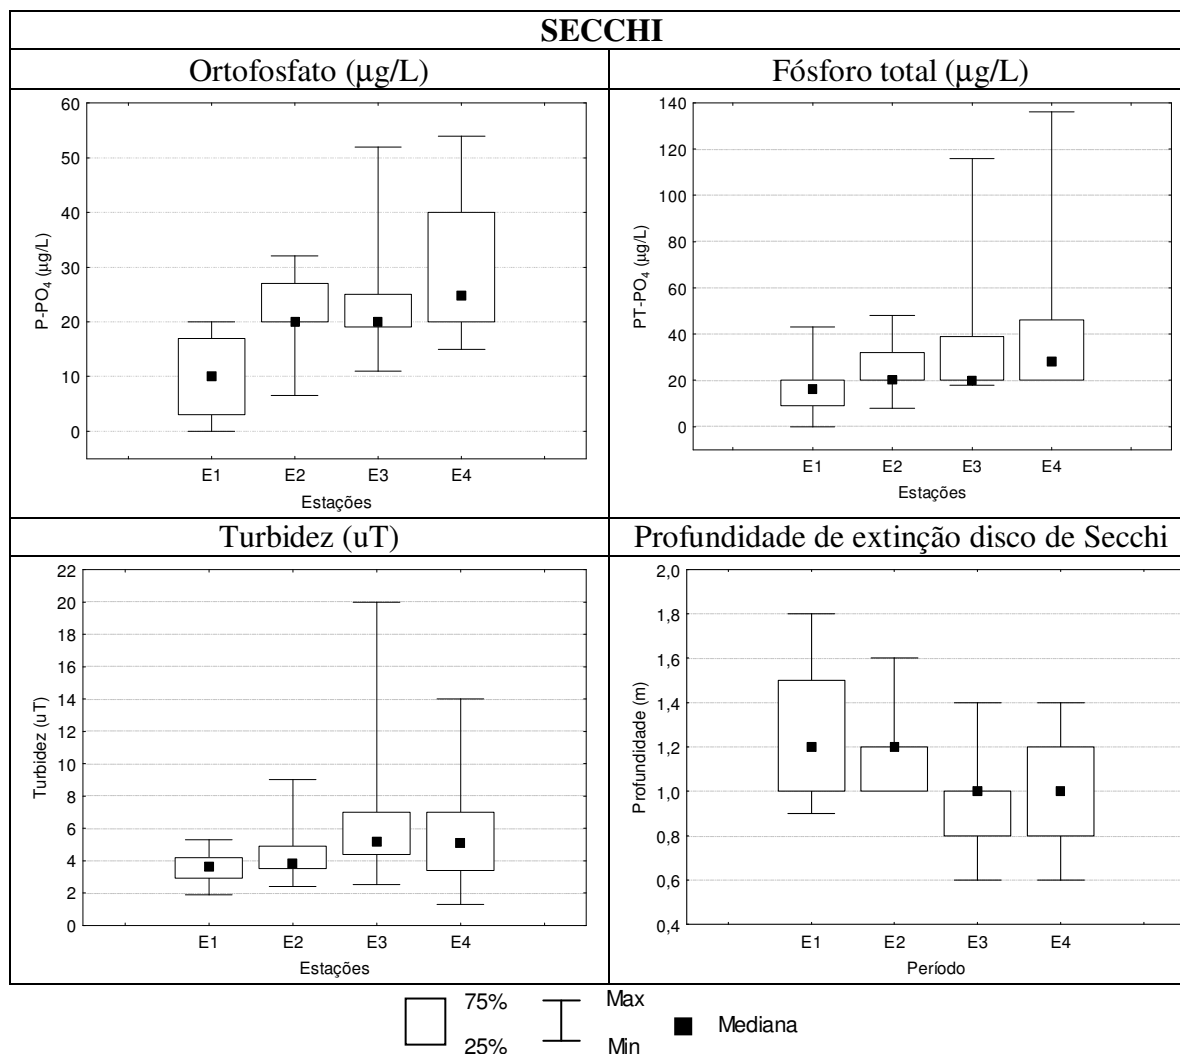 SECCHI
Ortofosfato (µg/L)
Fósforo total (µg/L)
60
50
40
30
20
10
0
P-PO4 (µg/L)
E1 E2 E3 E4
Estações
140
120
100
80
60
40
20
0
PT-PO4 (µg/L)
E1 E2 E3 E4
Estações
Turbidez (uT)
Profundidade de extinção disco de Secchi
22
20
18
16
14
12
10
8
6
4
2
0
Turbidez (uT)
E1 E2 E3 E4
Estações
2,0
1,8
1,6
1,4
1,2
1,0
0,8
0,6
0,4
Profundidade (m)
E1 E2 E3 E4
Período
75%
25%
Max
Min
Mediana